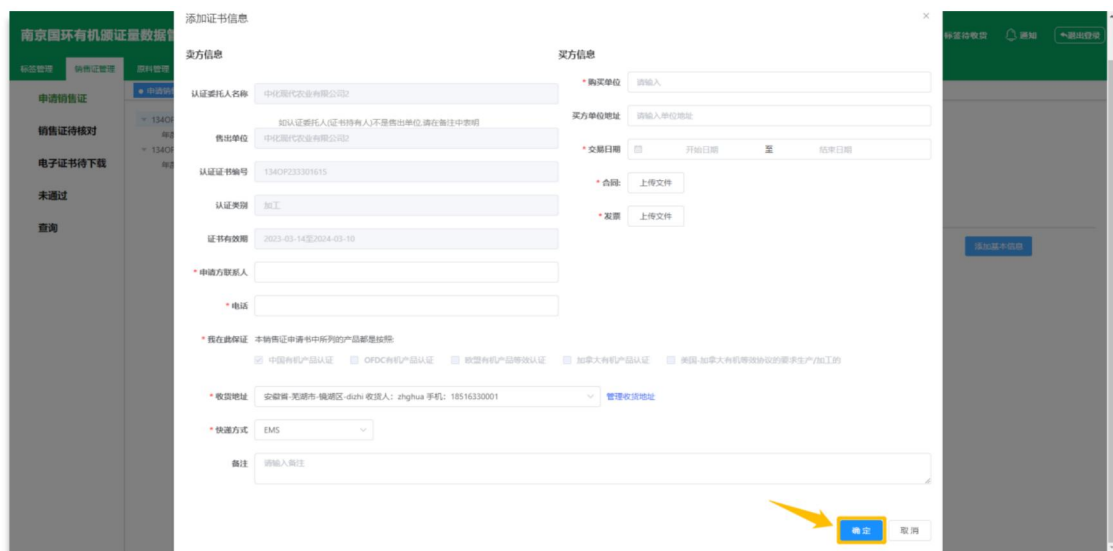 添加证书信息
×
南京国环有机颁证量数据管
标签待收货
通知
退出登录
标签管理
销售证管理
原料管理
申请销售证
销售证待核对
电子证书待下载
未通过
查询
申请销售
134OP
134OP
卖方信息
认证委托人名称
中化现代农业有限公司2
如认证委托人(证书持有人)不是售出单位,请在备注中表明
售出单位
中化现代农业有限公司2
认证证书编号
134OP233301615
认证类别
加工
证书有效期
2023-03-14至2024-03-10
* 申请方联系人
* 电话
买方信息
* 购买单位
请输入
买方单位地址
请输入单位地址
* 交易日期
开始日期
至
结束日期
* 合同:
上传文件
* 发票
上传文件
添加基本信息
* 我在此保证
本销售证申请书中所列的产品都是按照:
中国有机产品认证
OFDC有机产品认证
欧盟有机产品等效认证
加拿大有机产品认证
美国-加拿大有机等效协议的要求生产/加工的
* 收货地址
安徽省-芜湖市-镜湖区-dizhi 收货人：zhghua 手机：18516330001
管理收货地址
* 快递方式
EMS
备注
请输入备注
确定
取消